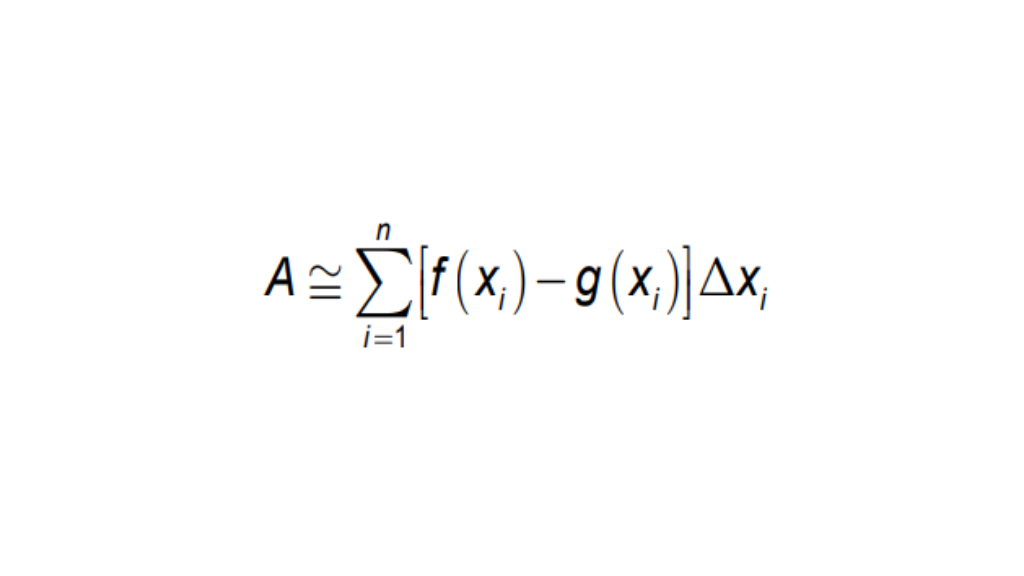 A ≅ ∑_{i=1}^{n} [f(x_i) − g(x_i)] Δx_i